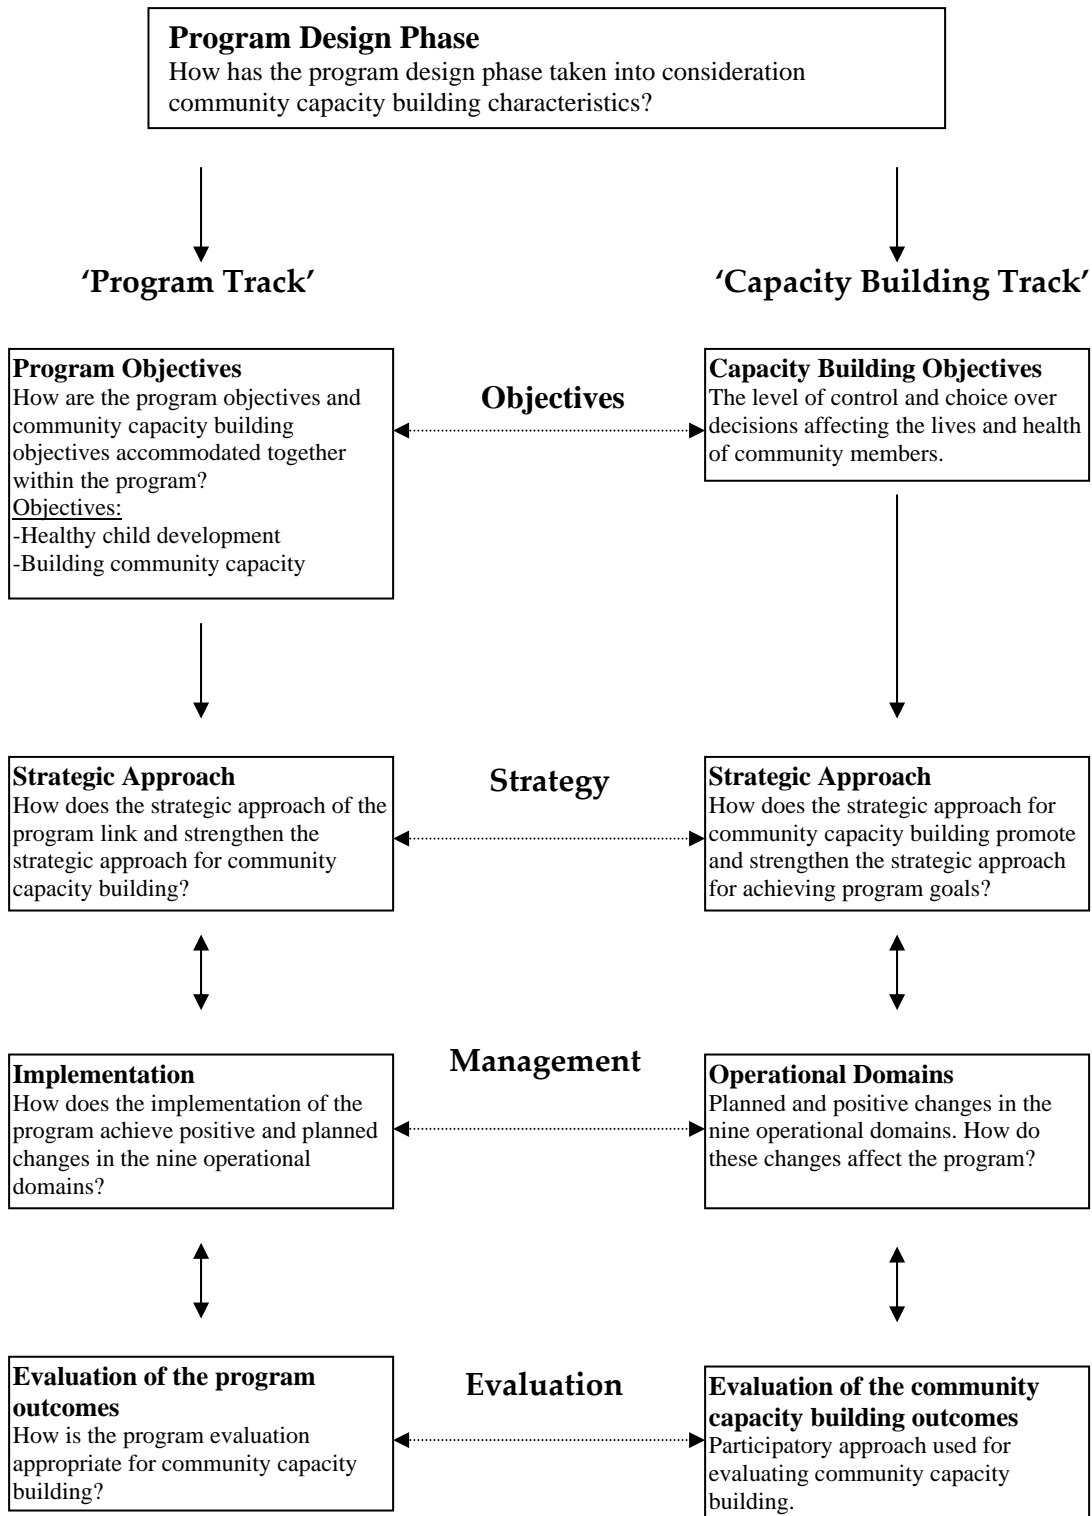 Program Design Phase
How has the program design phase taken into consideration
community capacity building characteristics?
‘Program Track’
‘Capacity Building Track’
Program Objectives
How are the program objectives and
community capacity building
objectives accommodated together
within the program?
Objectives:
-Healthy child development
-Building community capacity
Objectives
Capacity Building Objectives
The level of control and choice over
decisions affecting the lives and health
of community members.
Strategic Approach
How does the strategic approach of the
program link and strengthen the
strategic approach for community
capacity building?
Strategy
Strategic Approach
How does the strategic approach for
community capacity building promote
and strengthen the strategic approach
for achieving program goals?
Implementation
How does the implementation of the
program achieve positive and planned
changes in the nine operational
domains?
Management
Operational Domains
Planned and positive changes in the
nine operational domains. How do
these changes affect the program?
Evaluation of the program
outcomes
How is the program evaluation
appropriate for community capacity
building?
Evaluation
Evaluation of the community
capacity building outcomes
Participatory approach used for
evaluating community capacity
building.